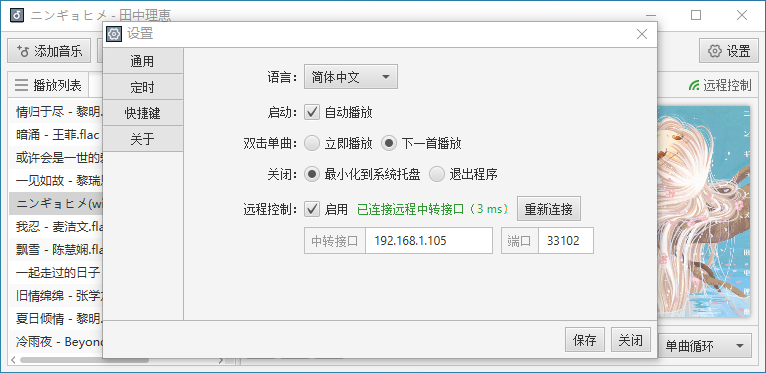 ニンギョヒメ - 田中理恵
添加音乐
设置
播放列表
远程控制
情归于尽 - 黎明.
暗涌 - 王菲.flac
或许会是一世的
一见如故 - 黎瑞
ニンギョヒメ(wi
我忍 - 麦洁文.fla
飘雪 - 陈慧娴.fla
一起走过的日子
旧情绵绵 - 张学
夏日倾情 - 黎明.
冷雨夜 - Beyond
单曲循环
设置
通用
定时
快捷键
关于
语言: 简体中文
启动: 自动播放
双击单曲: 立即播放 下一首播放
关闭: 最小化到系统托盘 退出程序
远程控制: 启用 已连接远程中转接口（3 ms） 重新连接
中转接口 192.168.1.105 端口 33102
保存 关闭